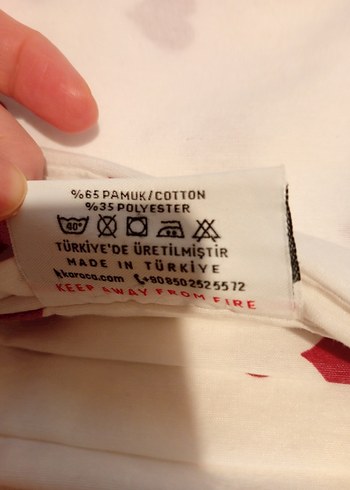 %65 PAMUK/COTTON
%35 POLYESTER
40°
TÜRKİYE'DE ÜRETİLMİŞTİR
MADE IN TÜRKİYE
karaca.com +908502525572
KEEP AWAY FROM FIRE